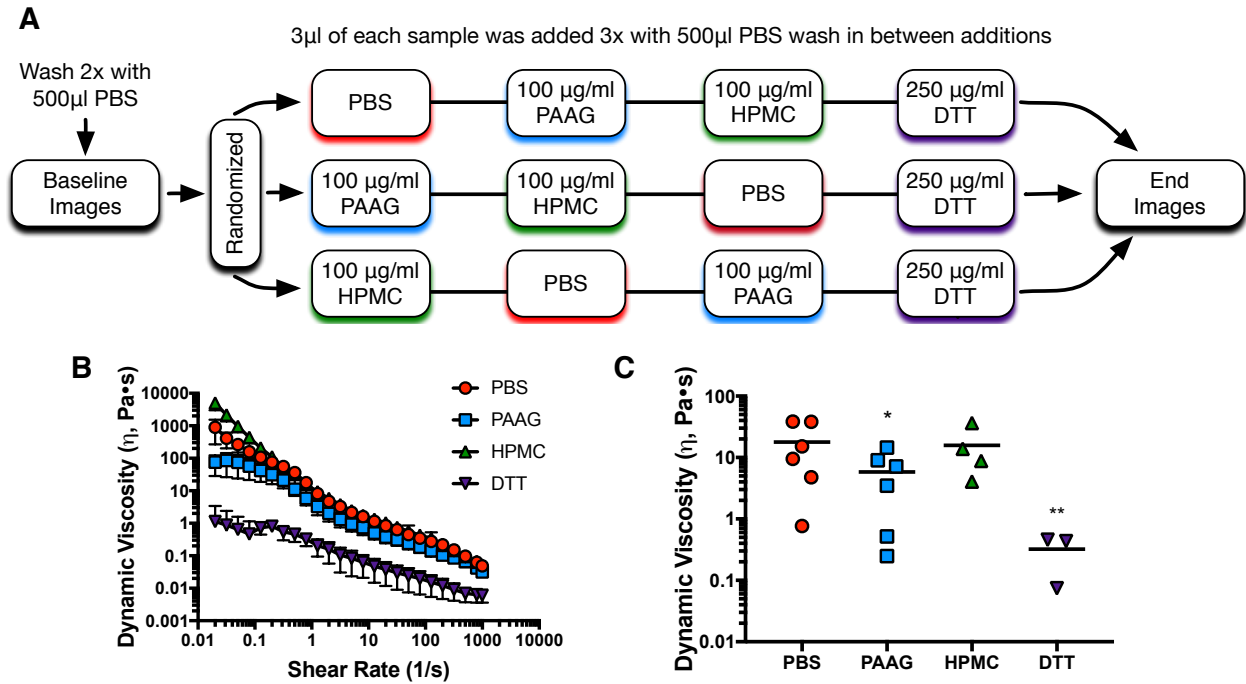 A
3µl of each sample was added 3x with 500µl PBS wash in between additions
Wash 2x with
500µl PBS
Baseline
Images
Randomized
PBS
100 µg/ml
PAAG
100 µg/ml
HPMC
250 µg/ml
DTT
100 µg/ml
PAAG
100 µg/ml
HPMC
PBS
250 µg/ml
DTT
100 µg/ml
HPMC
PBS
100 µg/ml
PAAG
250 µg/ml
DTT
End
Images
B
Dynamic Viscosity (η, Pa•s)
10000
1000
100
10
1
0.1
0.01
0.001
0.01
0.1
1
10
100
1000
10000
Shear Rate (1/s)
PBS
PAAG
HPMC
DTT
C
Dynamic Viscosity (η, Pa•s)
100
10
1
0.1
0.01
*
**
PBS
PAAG
HPMC
DTT